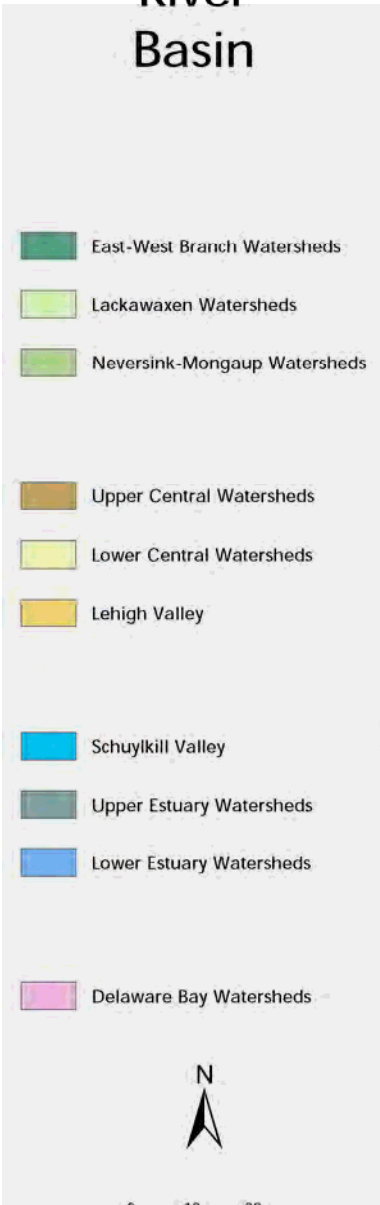 River
Basin
East-West Branch Watersheds
Lackawaxen Watersheds
Neversink-Mongaup Watersheds
Upper Central Watersheds
Lower Central Watersheds
Lehigh Valley
Schuylkill Valley
Upper Estuary Watersheds
Lower Estuary Watersheds
Delaware Bay Watersheds
N